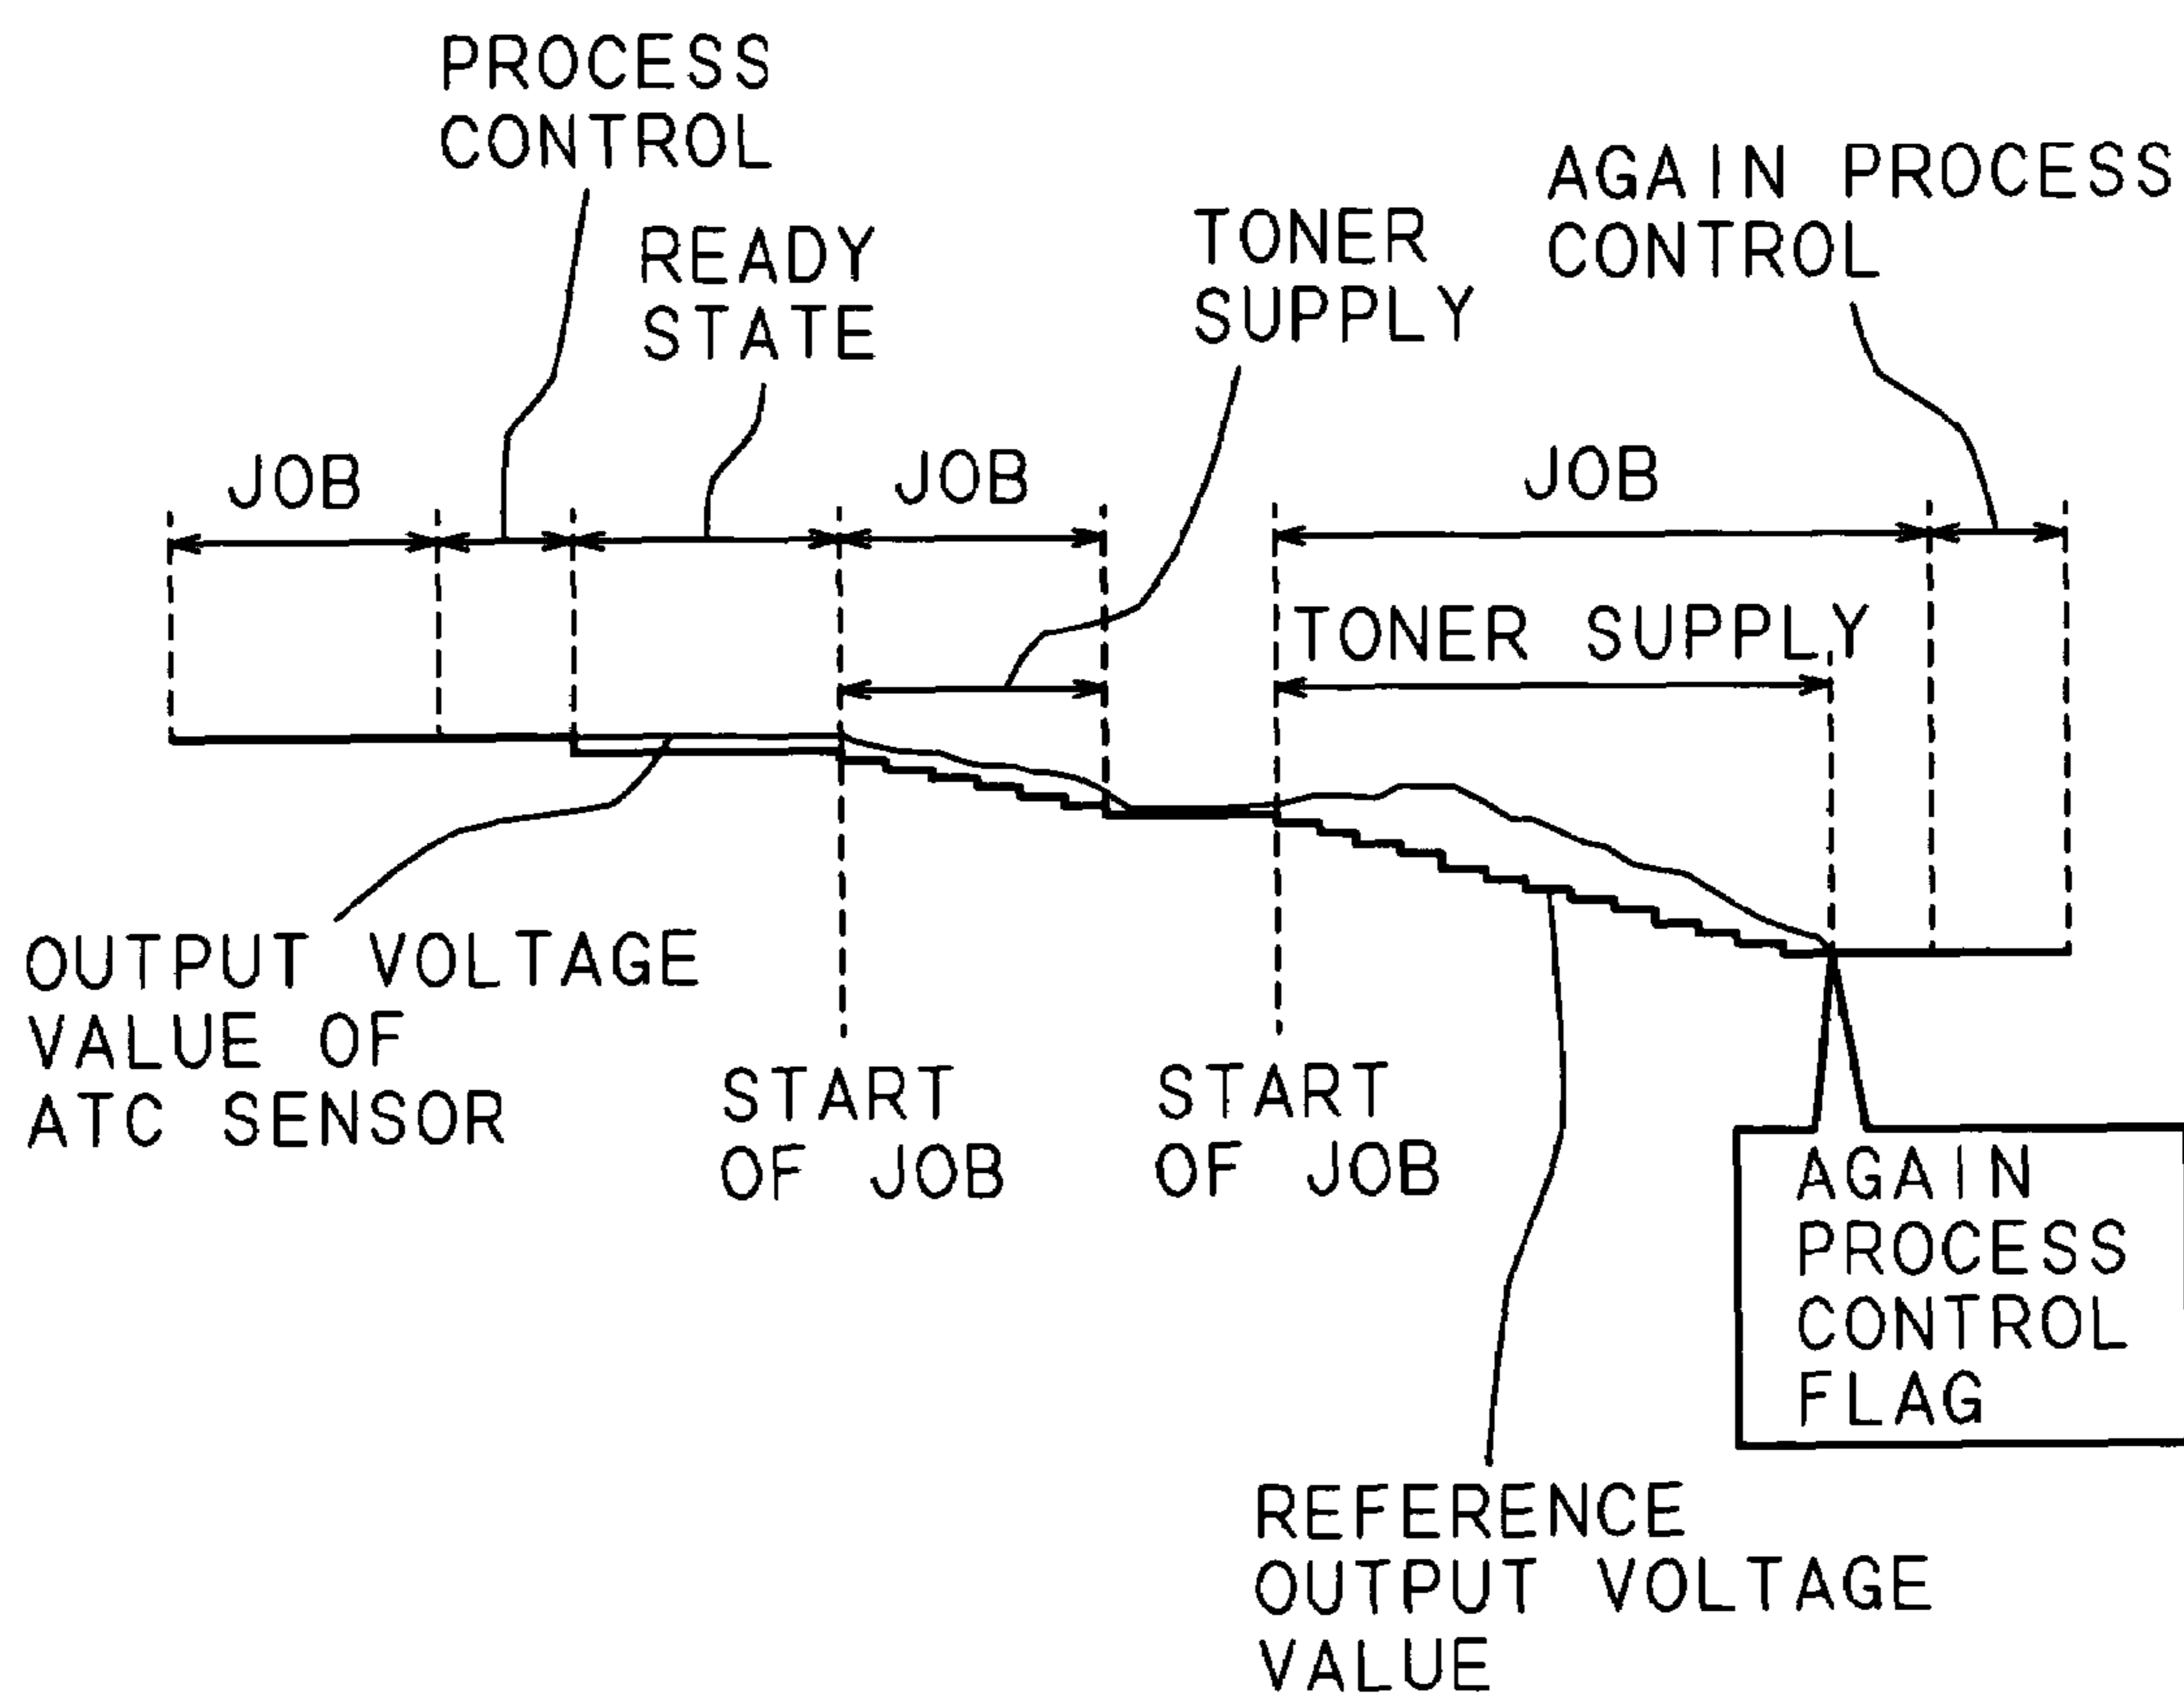 PROCESS
CONTROL
READY
STATE
TONER
SUPPLY
AGAIN PROCESS
CONTROL
JOB
JOB
JOB
TONER SUPPLY
OUTPUT VOLTAGE
VALUE OF
ATC SENSOR
START
OF JOB
START
OF JOB
AGAIN
PROCESS
CONTROL
FLAG
REFERENCE
OUTPUT VOLTAGE
VALUE